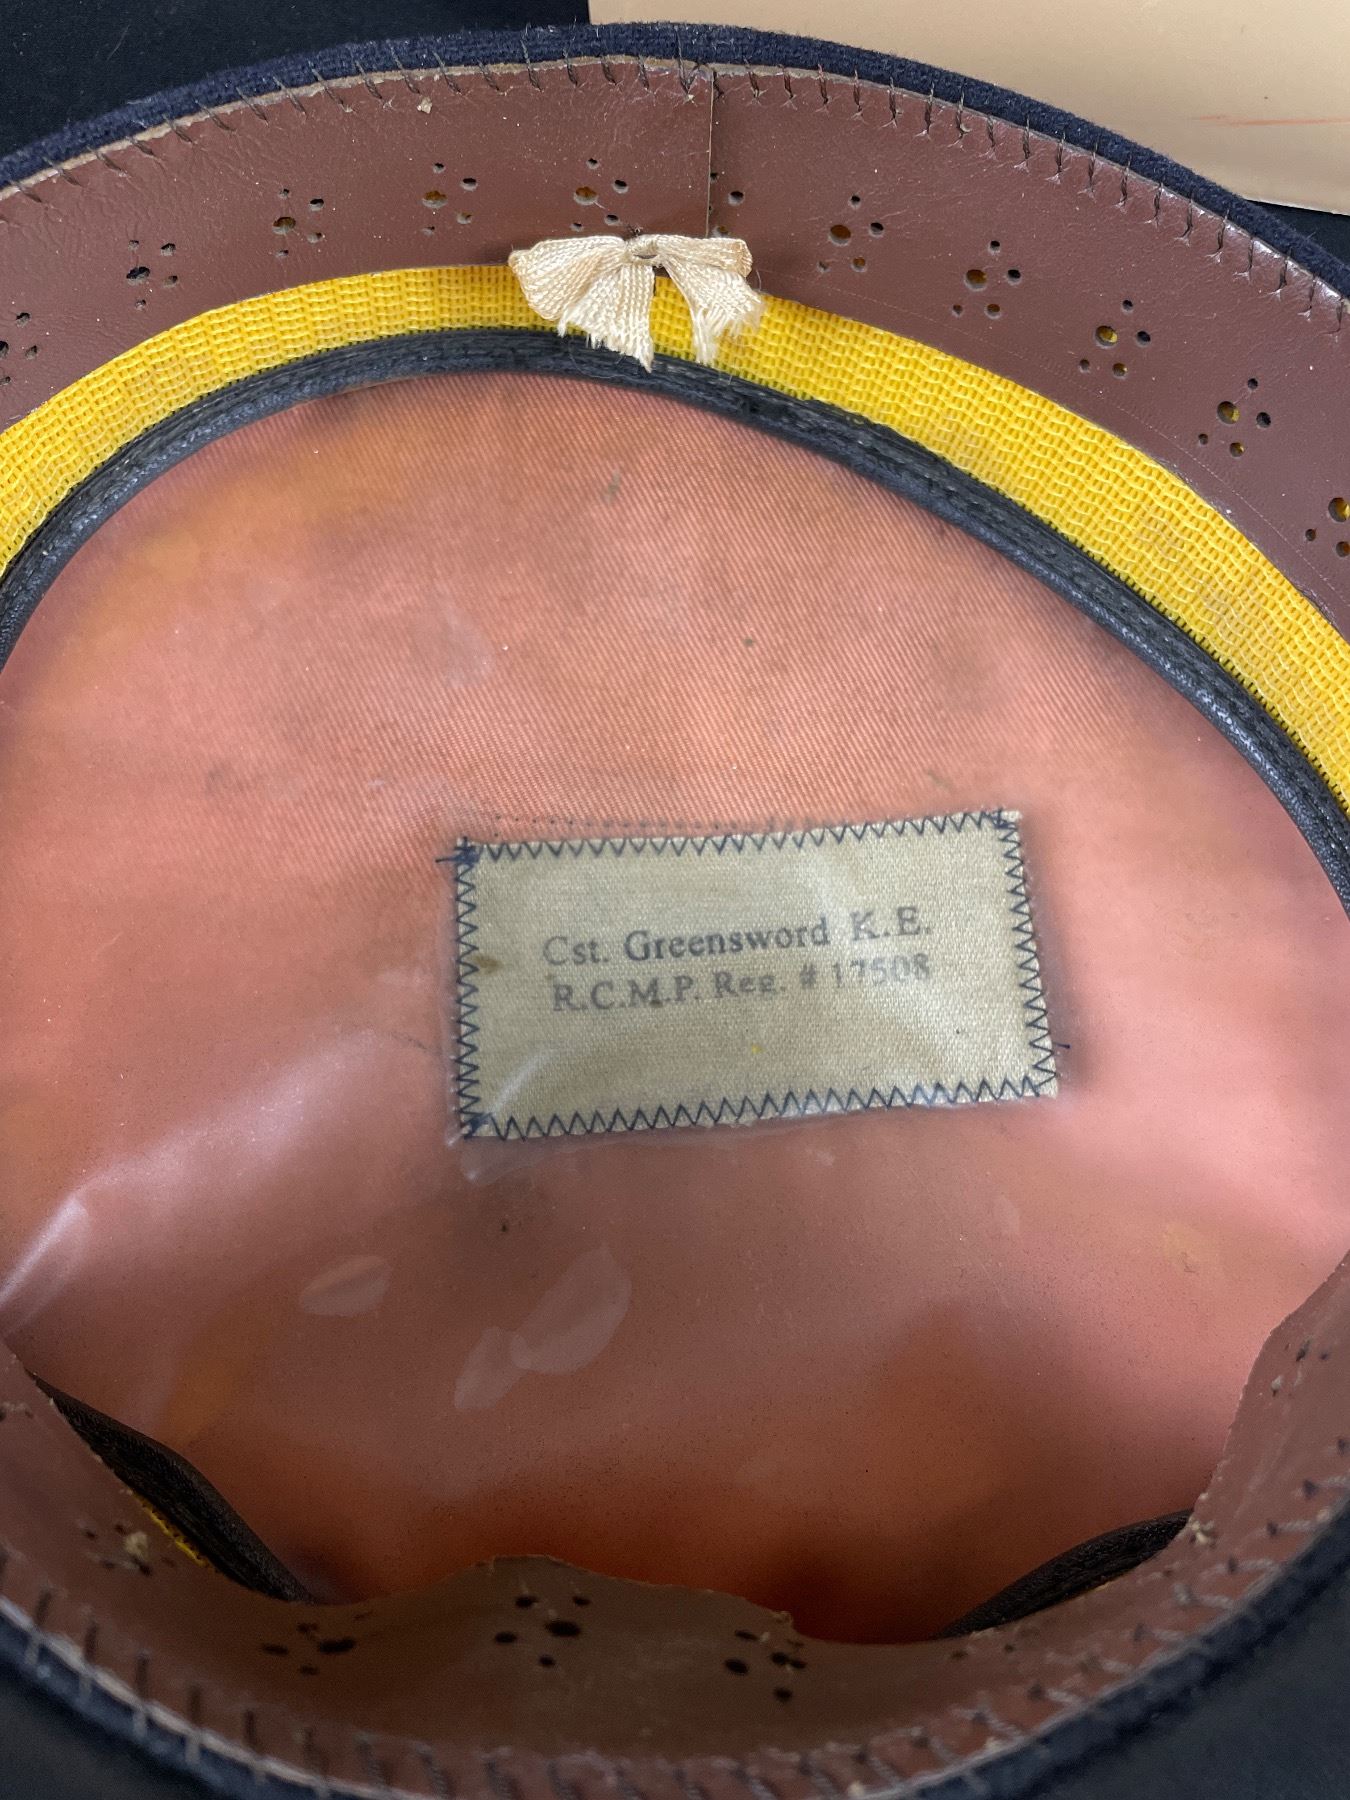 Cst. Greensword K.E.
R.C.M.P. Reg. # 17508